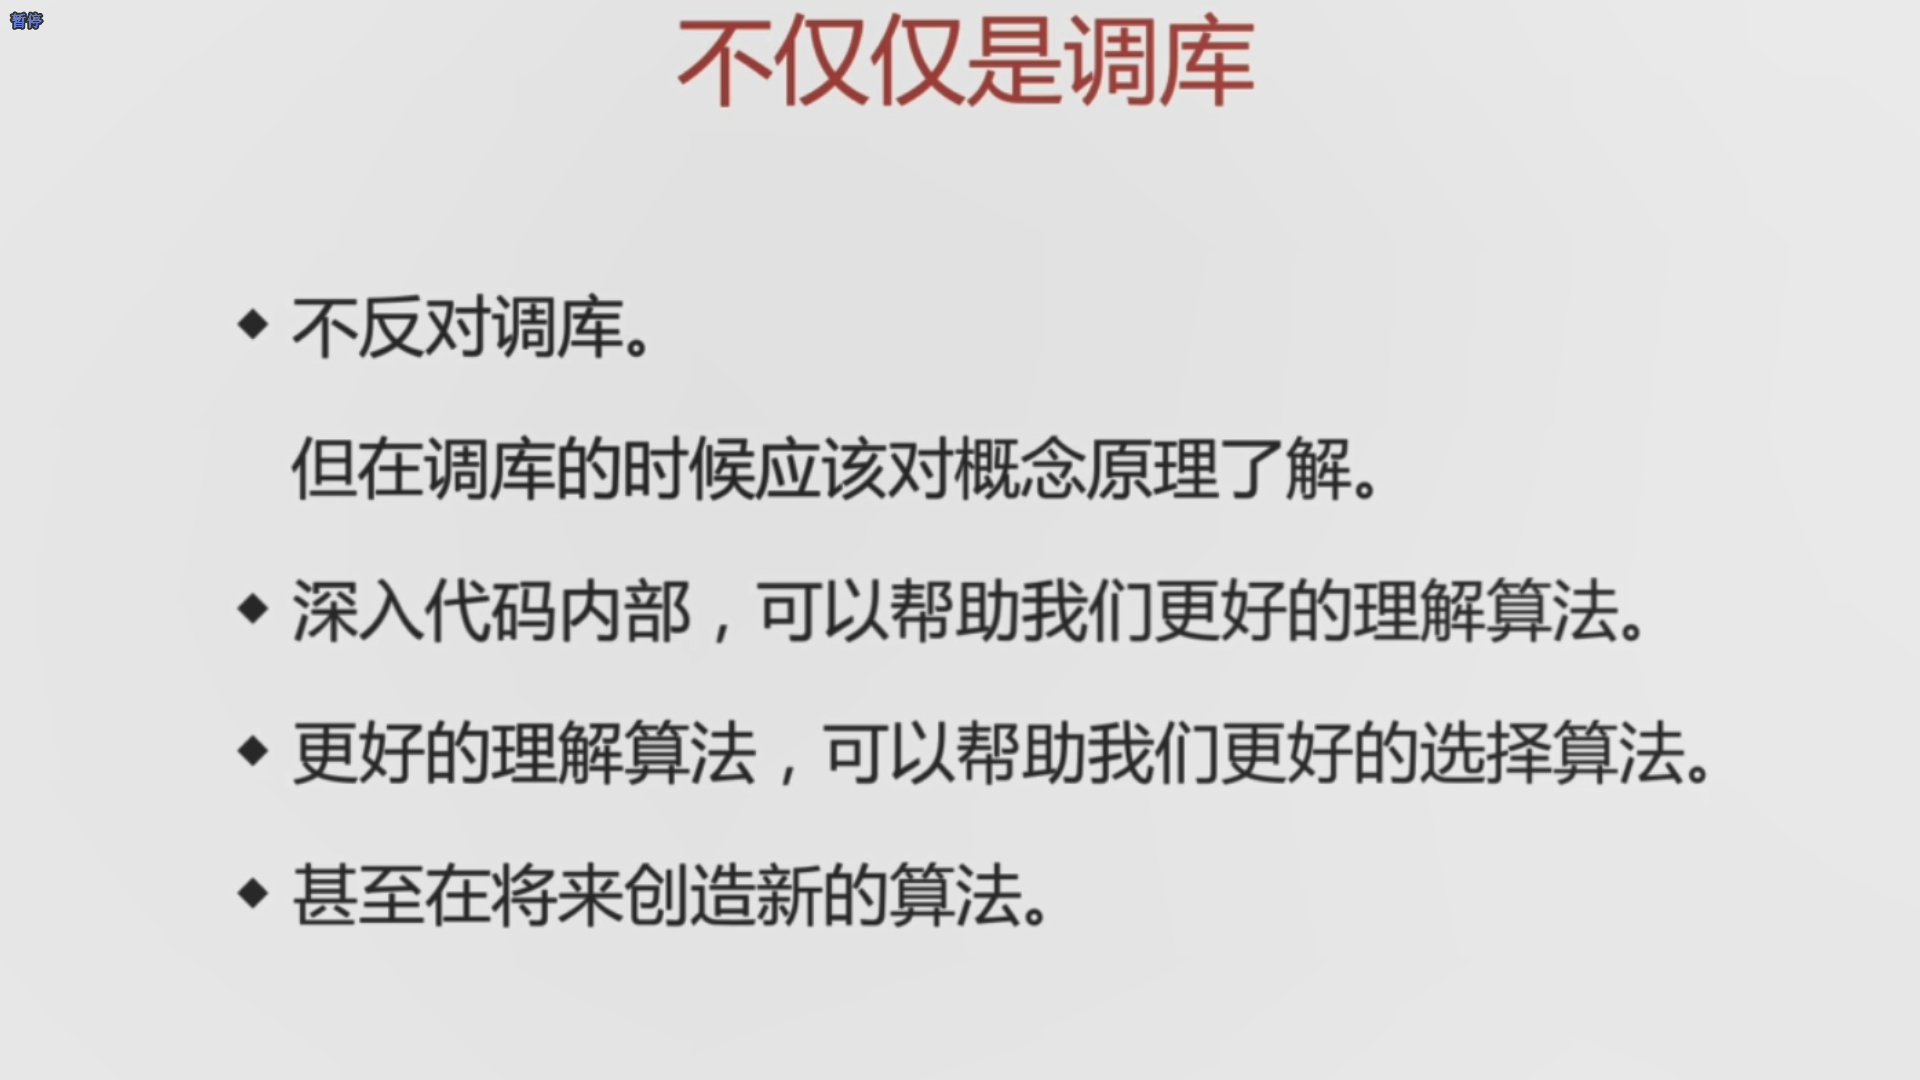 暂停
不仅仅是调库
◆ 不反对调库。
但在调库的时候应该对概念原理了解。
◆ 深入代码内部，可以帮助我们更好的理解算法。
◆ 更好的理解算法，可以帮助我们更好的选择算法。
◆ 甚至在将来创造新的算法。